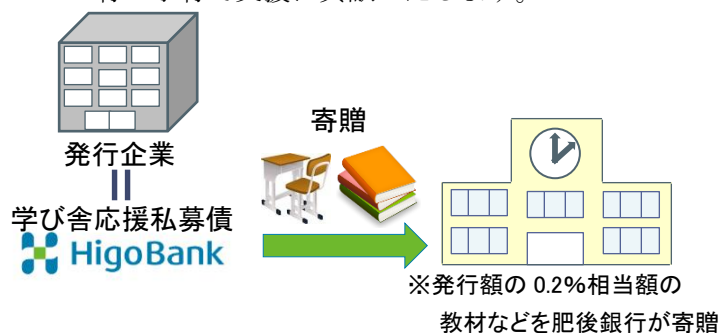 発行企業
学び舎応援私募債
HigoBank
寄贈
※発行額の 0.2%相当額の
教材などを肥後銀行が寄贈